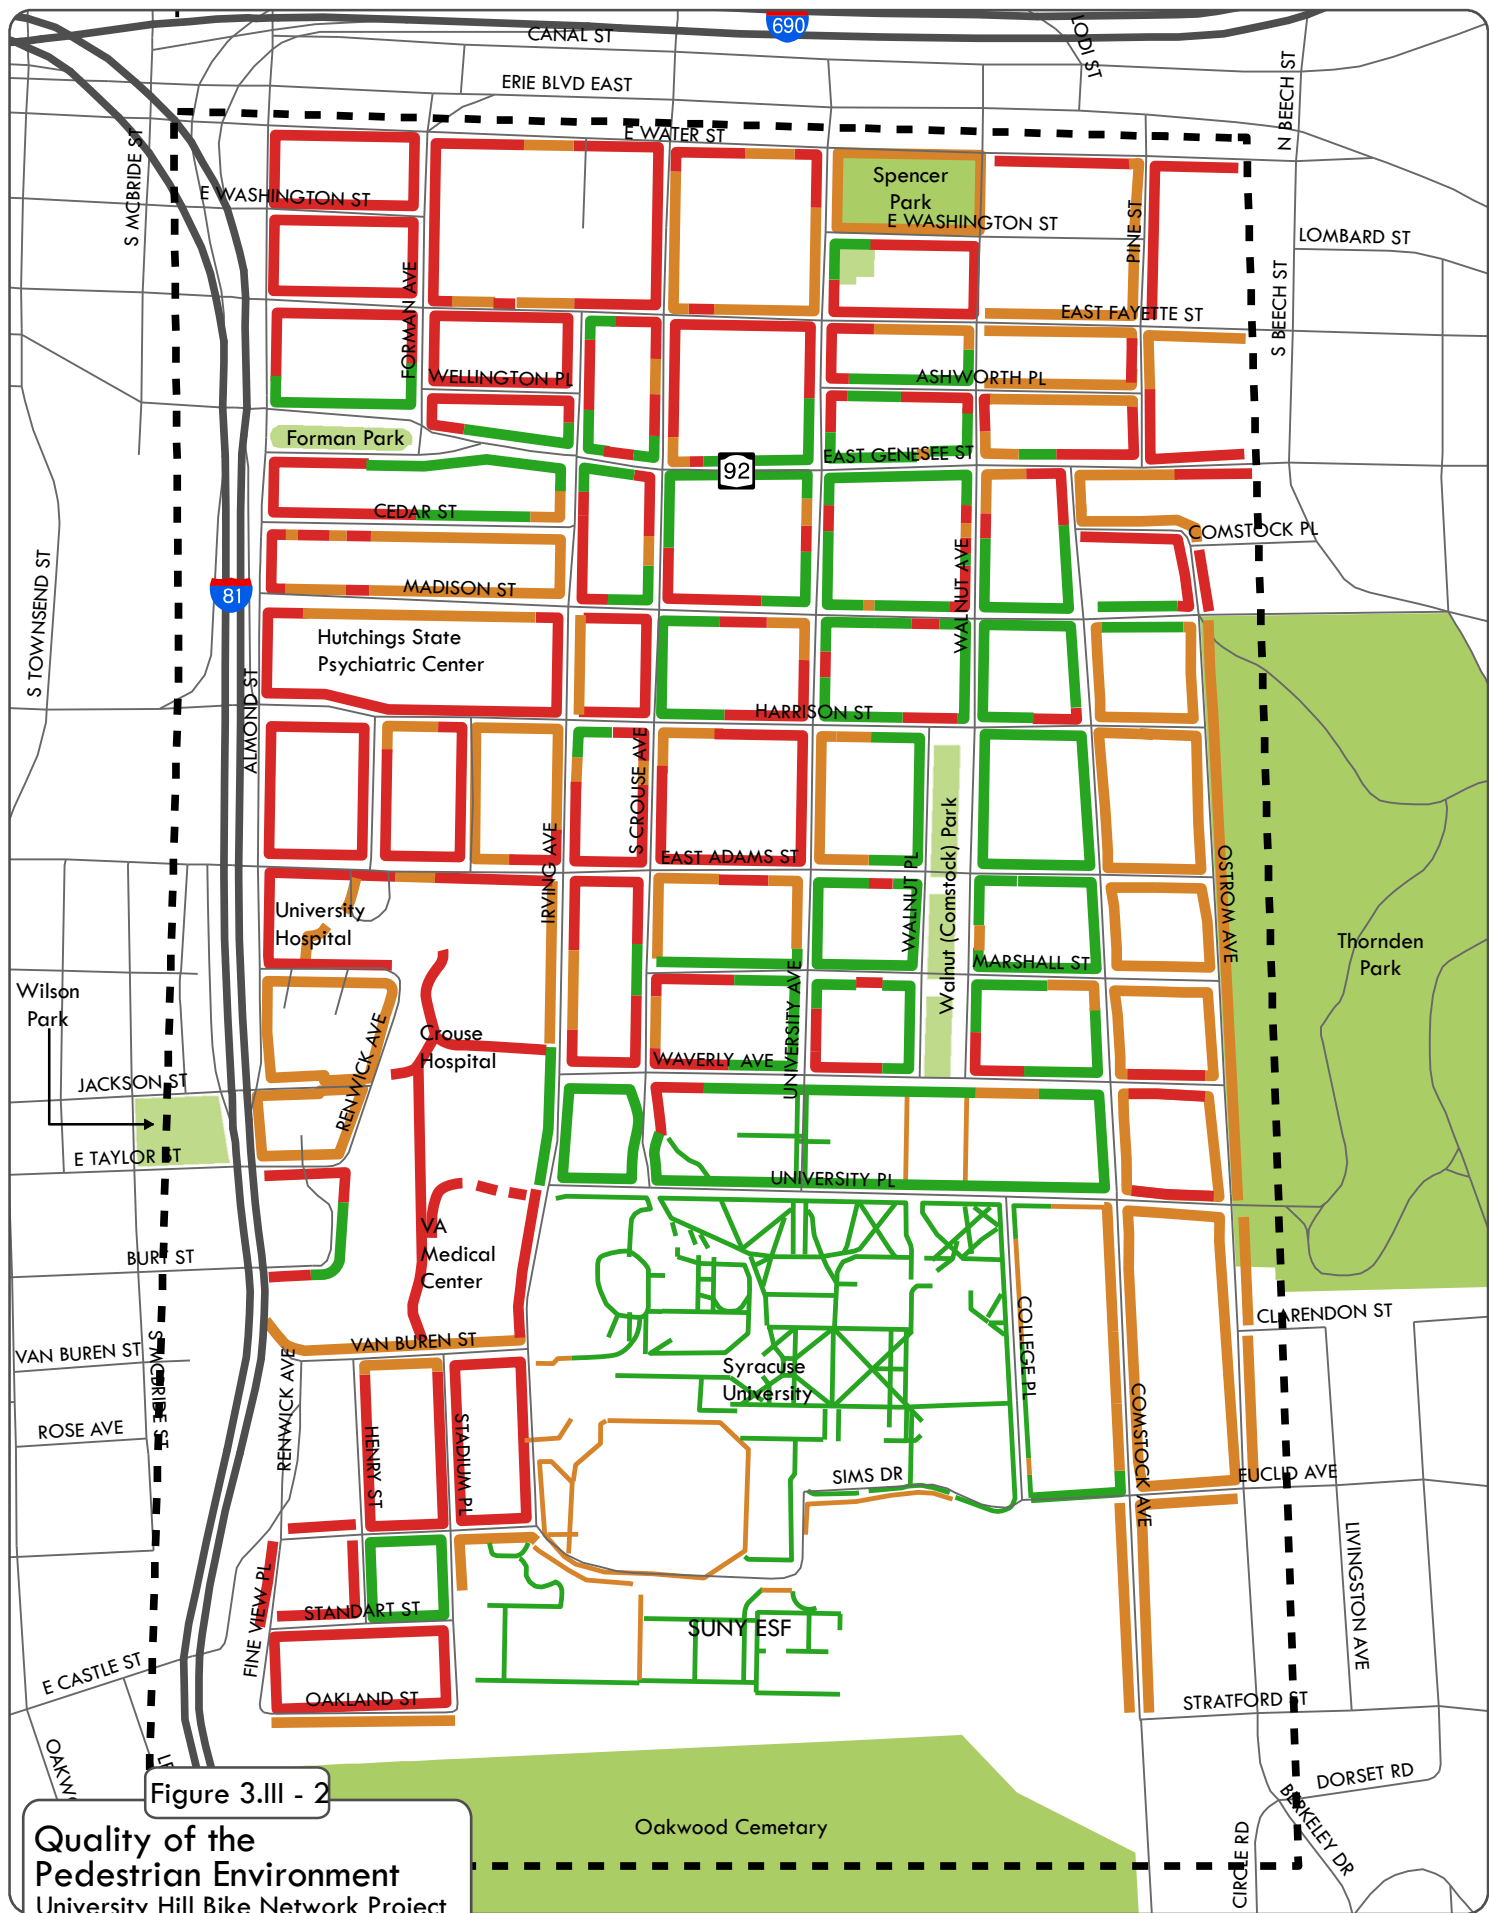 690
CANAL ST
LODI ST
ERIE BLVD EAST
N BEECH ST
E WATER ST
S MCBRIDE ST
Spencer
Park
E WASHINGTON ST
E WASHINGTON ST
PINE ST
LOMBARD ST
FORMAN AVE
S BEECH ST
EAST FAYETTE ST
WELLINGTON PL
ASHWORTH PL
Forman Park
EAST GENESEE ST
92
CEDAR ST
COMSTOCK PL
S TOWNSEND ST
81
MADISON ST
WALNUT AVE
Hutchings State
Psychiatric Center
ALMOND ST
HARRISON ST
S CROUSE AVE
IRVING AVE
EAST ADAMS ST
WALNUT PL
Walnut (Comstock) Park
OSTROM AVE
University
Hospital
Thornden
Park
MARSHALL ST
UNIVERSITY AVE
Wilson
Park
RENWICK AVE
Crouse
Hospital
WAVERLY AVE
JACKSON ST
E TAYLOR ST
UNIVERSITY PL
VA
Medical
Center
BURT ST
COLLEGE PL
CLARENDON ST
VAN BUREN ST
VAN BUREN ST
S MCBRIDE ST
RENWICK AVE
Syracuse
University
COMSTOCK AVE
ROSE AVE
HENRY ST
STADIUM PL
SIMS DR
EUCLID AVE
LIVINGSTON AVE
FINE VIEW PL
STANDART ST
SUNY ESF
E CASTLE ST
OAKLAND ST
STRATFORD ST
OAKW
LE
DORSET RD
BERKELEY DR
CIRCLE RD
Oakwood Cemetary
Figure 3.III - 2
Quality of the
Pedestrian Environment
University Hill Bike Network Project